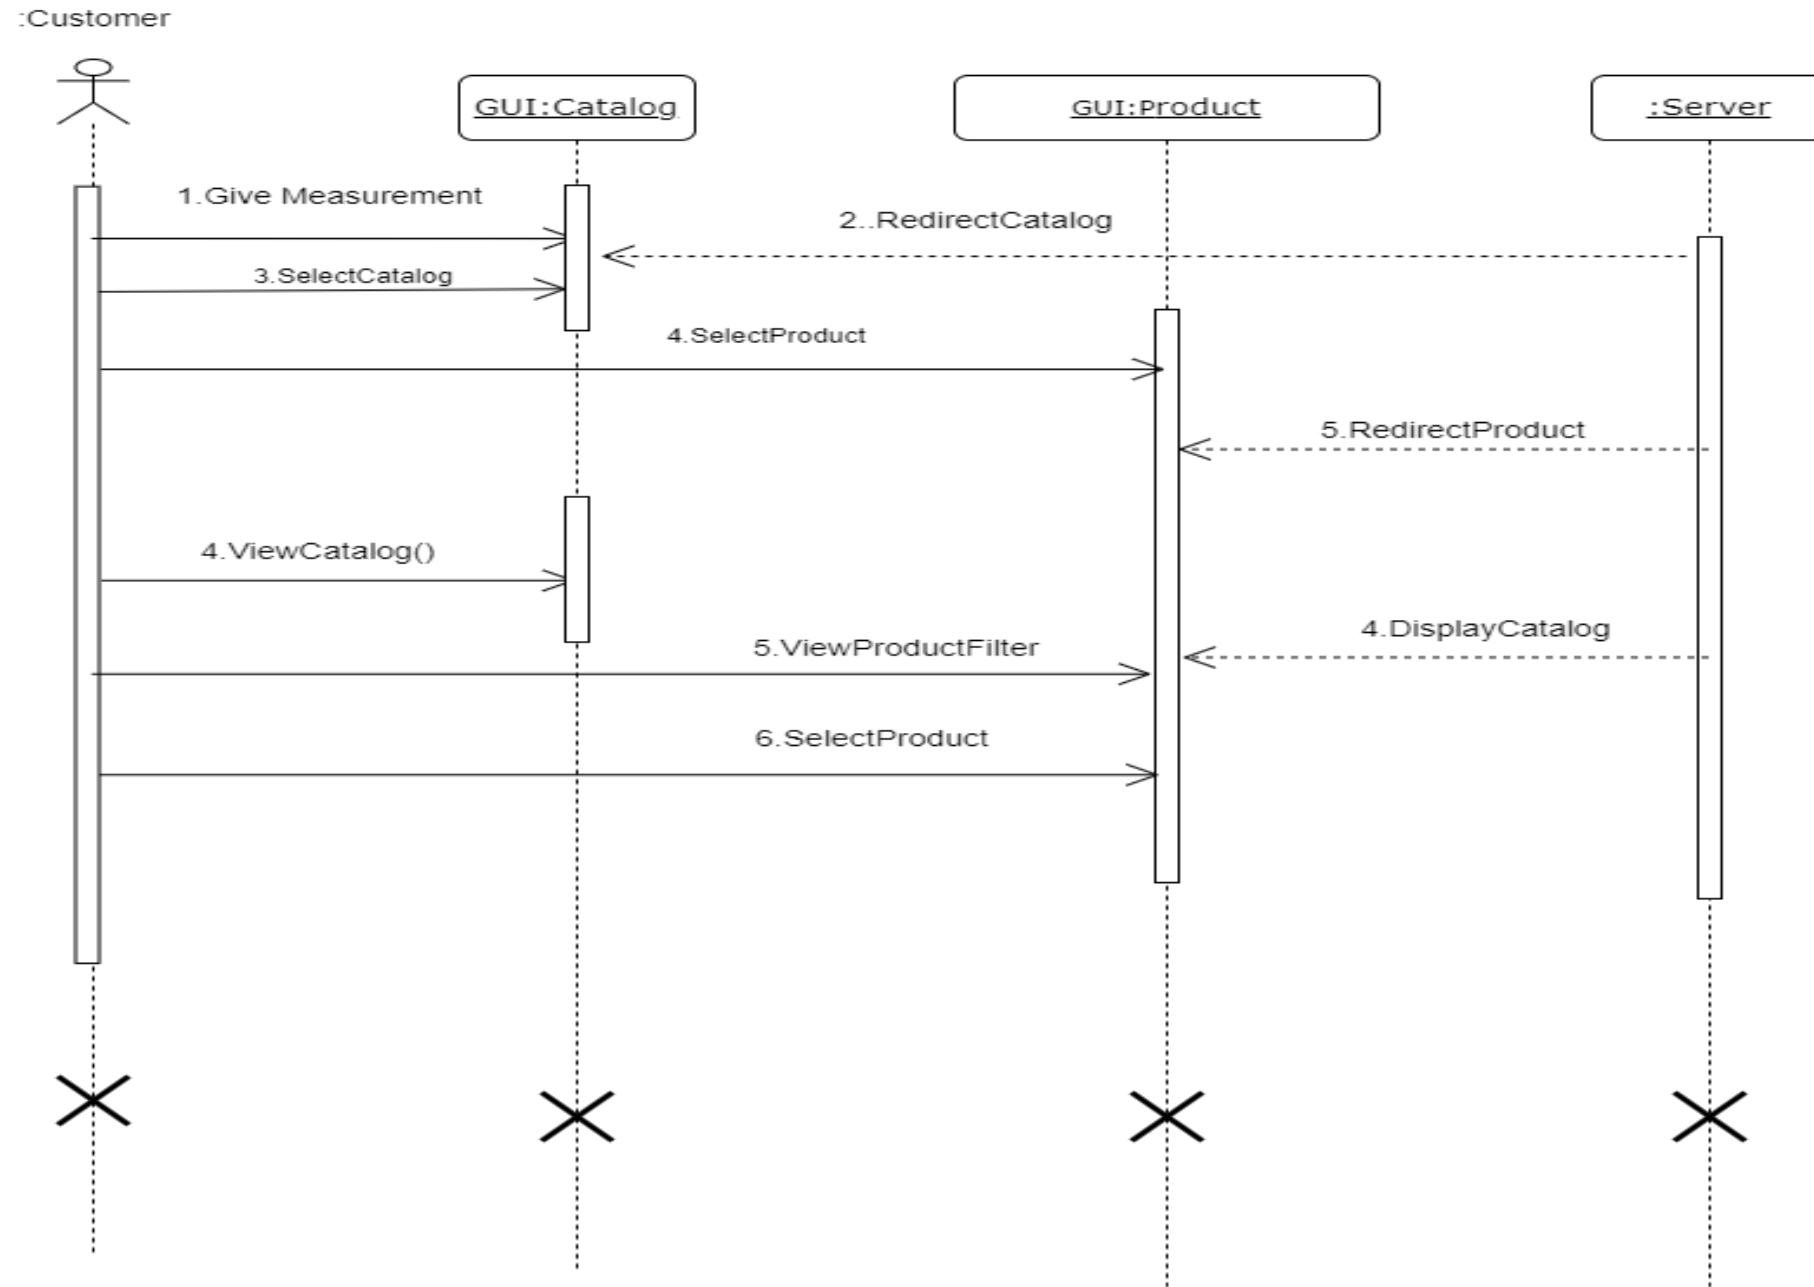 :Customer
GUI:Catalog
GUI:Product
:Server
1.Give Measurement
2..RedirectCatalog
3.SelectCatalog
4.SelectProduct
5.RedirectProduct
4.ViewCatalog()
4.DisplayCatalog
5.ViewProductFilter
6.SelectProduct